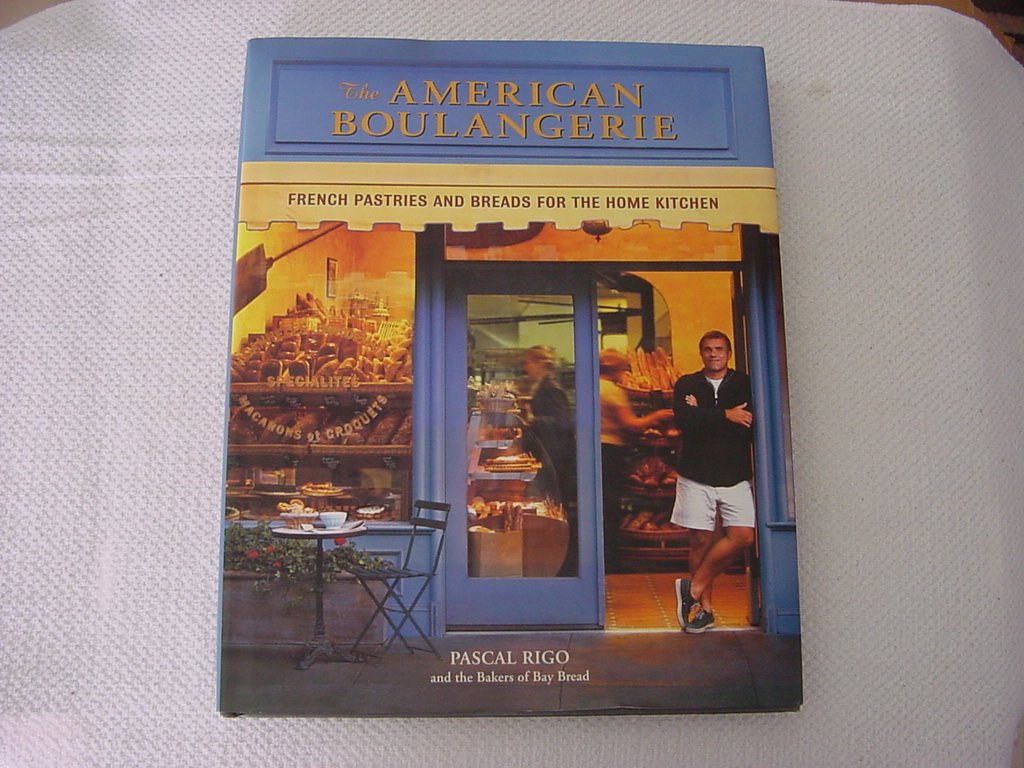 The AMERICAN
BOULANGERIE
FRENCH PASTRIES AND BREADS FOR THE HOME KITCHEN
SPECIALITES
MACARONS et CROQUETS
PASCAL RIGO
and the Bakers of Bay Bread